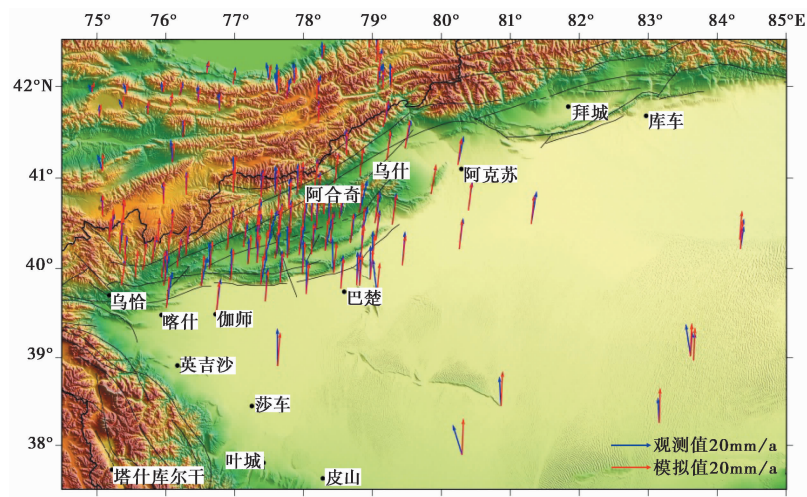 75° 76° 77° 78° 79° 80° 81° 82° 83° 84° 85°E
42°N
拜城
库车
41°
乌什
阿克苏
阿合奇
40°
乌恰
巴楚
喀什
伽师
39°
英吉沙
莎车
38°
观测值20mm/a
叶城
模拟值20mm/a
塔什库尔干
皮山